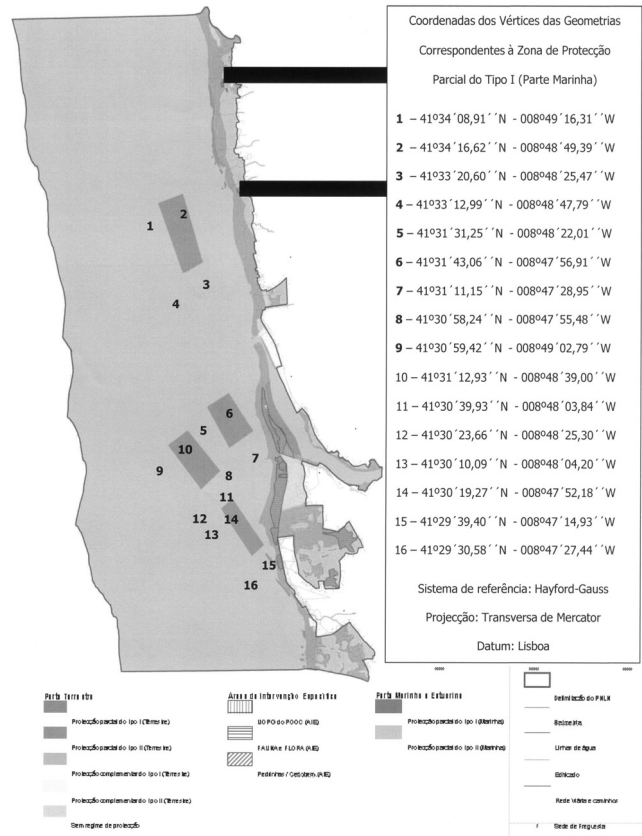 Coordenadas dos Vértices das Geometrias
Correspondentes à Zona de Protecção
Parcial do Tipo I (Parte Marinha)
1 – 41º34´08,91´´N - 008º49´16,31´´W
2 – 41º34´16,62´´N - 008º48´49,39´´W
3 – 41º33´20,60´´N - 008º48´25,47´´W
4 – 41º33´12,99´´N - 008º48´47,79´´W
5 – 41º31´31,25´´N - 008º48´22,01´´W
6 – 41º31´43,06´´N - 008º47´56,91´´W
7 – 41º31´11,15´´N - 008º47´28,95´´W
8 – 41º30´58,24´´N - 008º47´55,48´´W
9 – 41º30´59,42´´N - 008º49´02,79´´W
10 – 41º31´12,93´´N - 008º48´39,00´´W
11 – 41º30´39,93´´N - 008º48´03,84´´W
12 – 41º30´23,66´´N - 008º48´25,30´´W
13 – 41º30´10,09´´N - 008º48´04,20´´W
14 – 41º30´19,27´´N - 008º47´52,18´´W
15 – 41º29´39,40´´N - 008º47´14,93´´W
16 – 41º29´30,58´´N - 008º47´27,44´´W
Sistema de referência: Hayford-Gauss
Projecção: Transversa de Mercator
Datum: Lisboa
1
2
3
4
5
6
7
8
9
10
11
12
13
14
15
16
Parte Terrestre
Protecção parcial do tipo I (Terrestre)
Protecção parcial do tipo II (Terrestre)
Protecção complementar do tipo I (Terrestre)
Protecção complementar do tipo II (Terrestre)
Sem regime de protecção
Áreas de Intervenção Específica
UOPG do POOC (AIE)
FAUNA e FLORA (AIE)
Pedrinhas / Cedobem (AIE)
Parte Marinha e Estuarina
Protecção parcial do tipo I (Marinha)
Protecção parcial do tipo II (Marinha)
Delimitação do PNLN
Linhas de água
Edificado
Rede Viária e caminhos
Sede de Freguesia